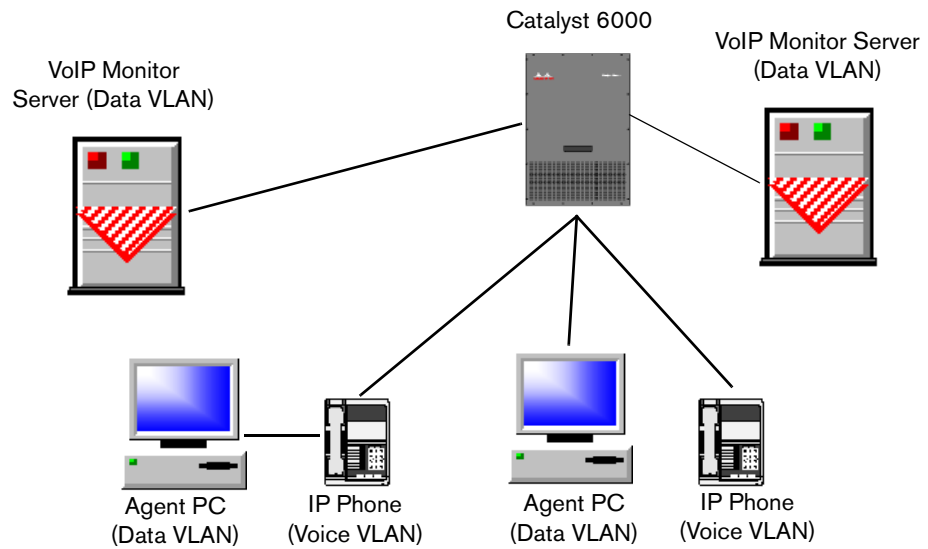 Catalyst 6000
VoIP Monitor Server
(Data VLAN)
VoIP Monitor
Server (Data VLAN)
Agent PC
(Data VLAN)
IP Phone
(Voice VLAN)
Agent PC
(Data VLAN)
IP Phone
(Voice VLAN)